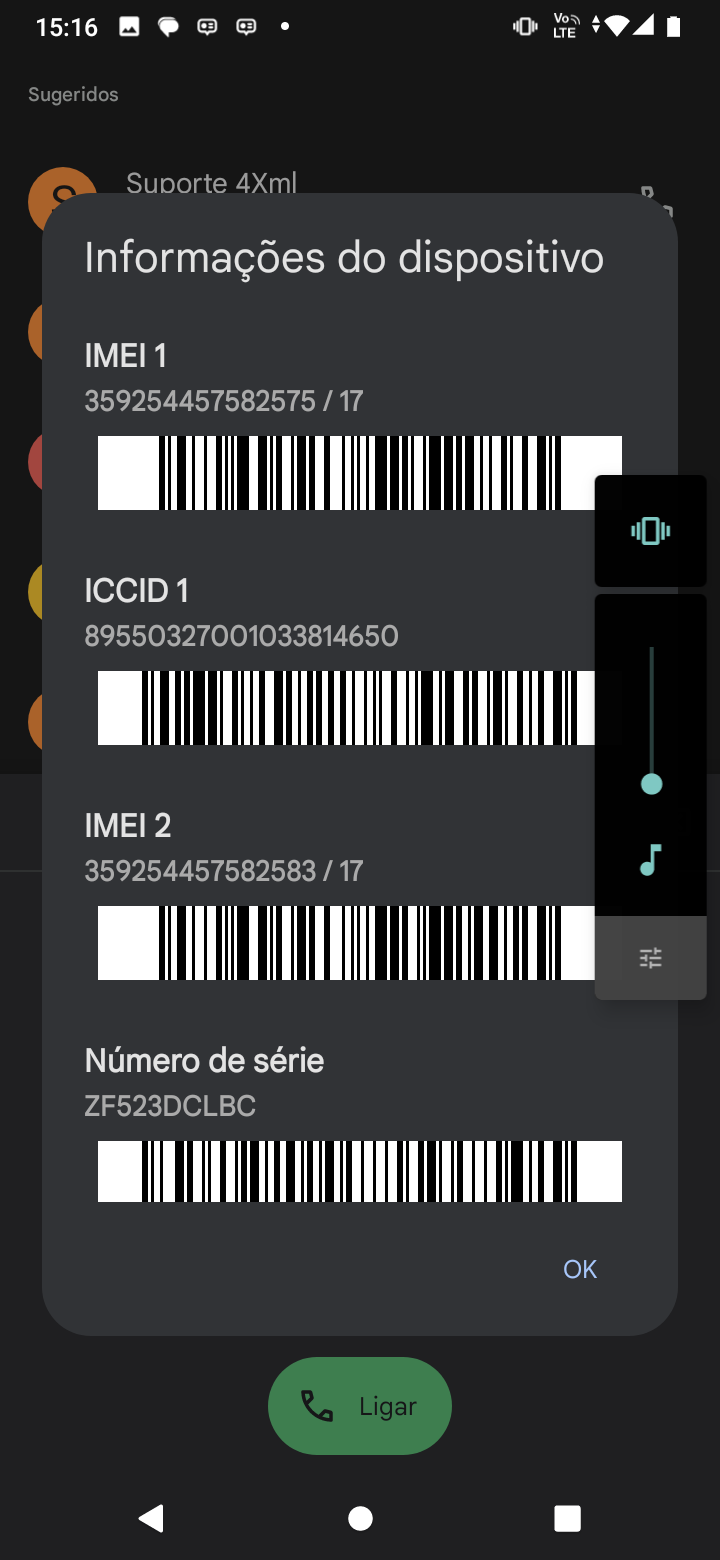 15:16
Vo
LTE
Sugeridos
S
Suporte 4Xml
Informações do dispositivo
IMEI 1
359254457582575 / 17
ICCID 1
89550327001033814650
IMEI 2
359254457582583 / 17
Número de série
ZF523DCLBC
OK
Ligar